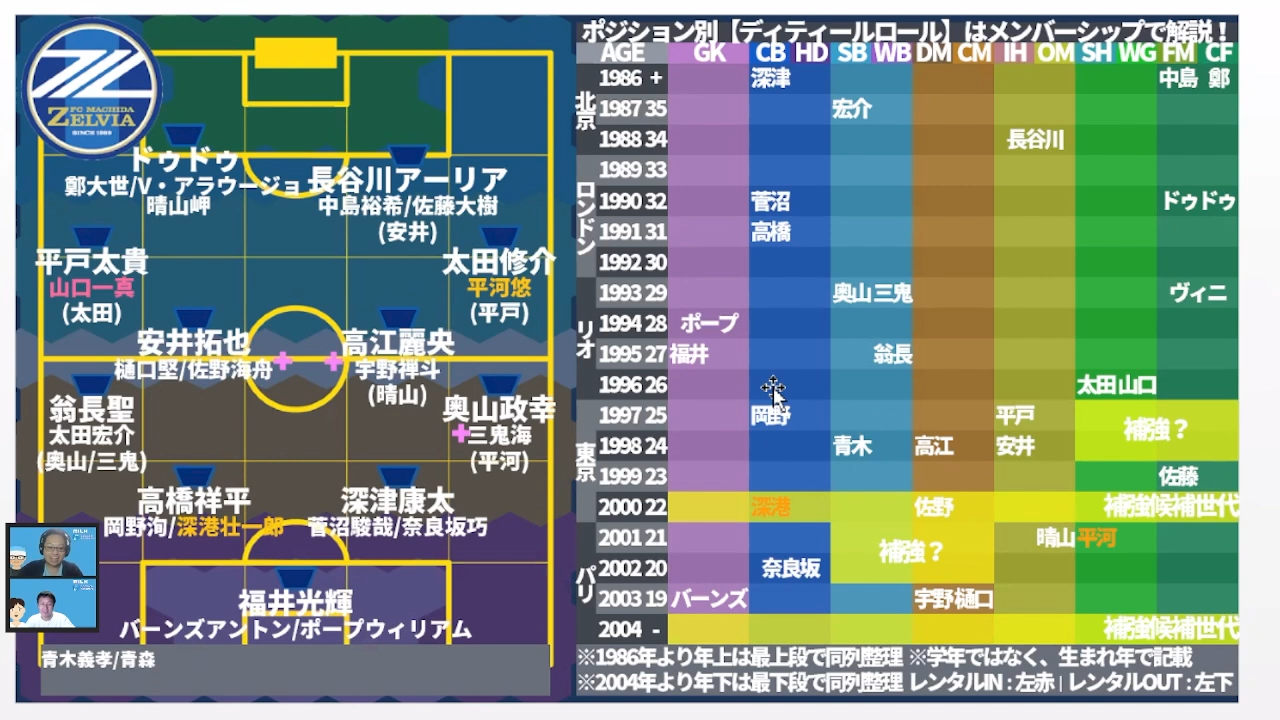 FC MACHIDA
ZELVIA
SINCE 1989
ドゥドゥ
鄭大世/V・アラウージョ
晴山岬
長谷川アーリア
中島裕希/佐藤大樹
(安井)
平戸太貴
山口一真
(太田)
太田修介
平河悠
(平戸)
安井拓也
樋口堅/佐野海舟
高江麗央
宇野禅斗
(晴山)
翁長聖
太田宏介
(奥山/三鬼)
奥山政幸
三鬼海
(平河)
高橋祥平
岡野洵/深港壮一郎
深津康太
菅沼駿哉/奈良坂巧
福井光輝
バーンズアントン/ポープウィリアム
青木義孝/青森
ポジション別【ディティールロール】はメンバーシップで解説！
AGE GK CB HD SB WB DM CM IH OM SH WG FM CF
北京
ロンドン
リオ
東京
パリ
1986 + 深津 中島 鄭
1987 35 宏介
1988 34 長谷川
1989 33
1990 32 菅沼 ドゥドゥ
1991 31 高橋
1992 30
1993 29 奥山 三鬼 ヴィニ
1994 28 ポープ
1995 27 福井 翁長
1996 26 太田 山口
1997 25 岡野 平戸
補強？
1998 24 青木 高江 安井
1999 23 佐藤
2000 22 深港 佐野 補強候補世代
2001 21 晴山 平河
補強？
2002 20 奈良坂
2003 19 バーンズ 宇野 樋口
2004 - 補強候補世代
※1986年より年上は最上段で同列整理 ※学年ではなく、生まれ年で記載
※2004年より年下は最下段で同列整理 レンタルIN：左赤 | レンタルOUT：左下